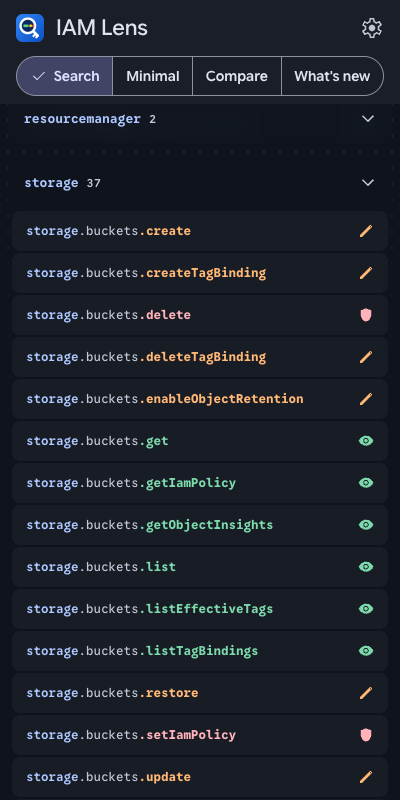 IAM Lens
Search Minimal Compare What's new
resourcemanager 2
storage 37
storage.buckets.create
storage.buckets.createTagBinding
storage.buckets.delete
storage.buckets.deleteTagBinding
storage.buckets.enableObjectRetention
storage.buckets.get
storage.buckets.getIamPolicy
storage.buckets.getObjectInsights
storage.buckets.list
storage.buckets.listEffectiveTags
storage.buckets.listTagBindings
storage.buckets.restore
storage.buckets.setIamPolicy
storage.buckets.update